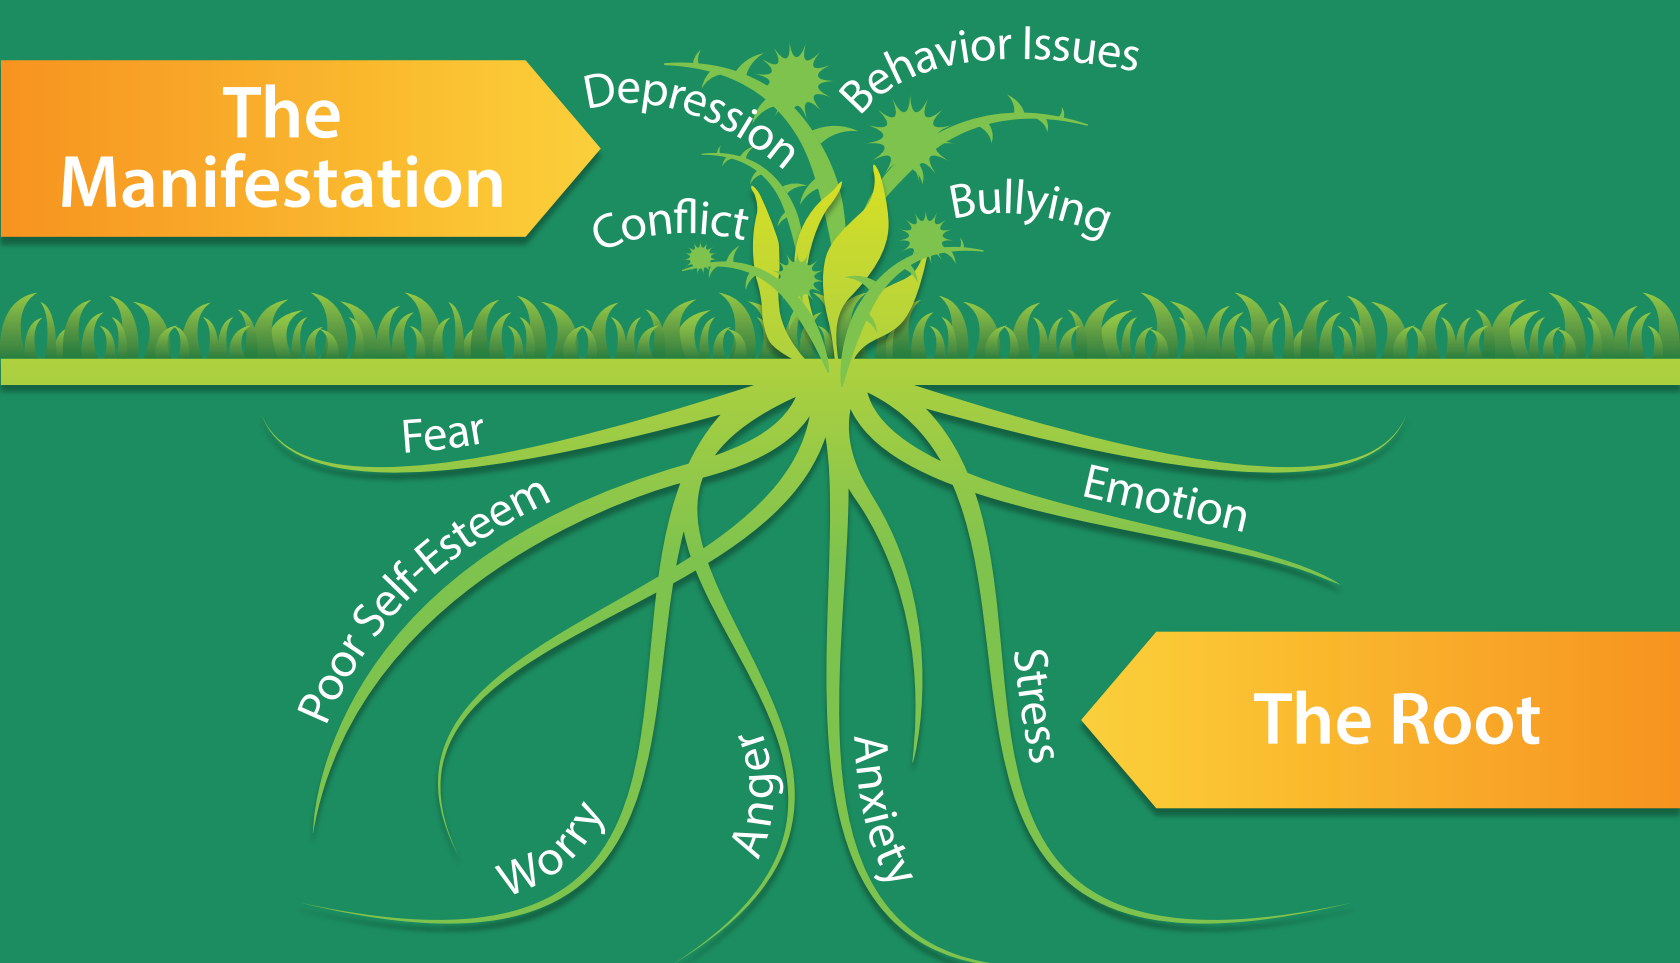 The
Manifestation
Depression
Behavior Issues
Conflict
Bullying
Fear
Emotion
Poor Self-Esteem
Stress
The Root
Worry
Anger
Anxiety